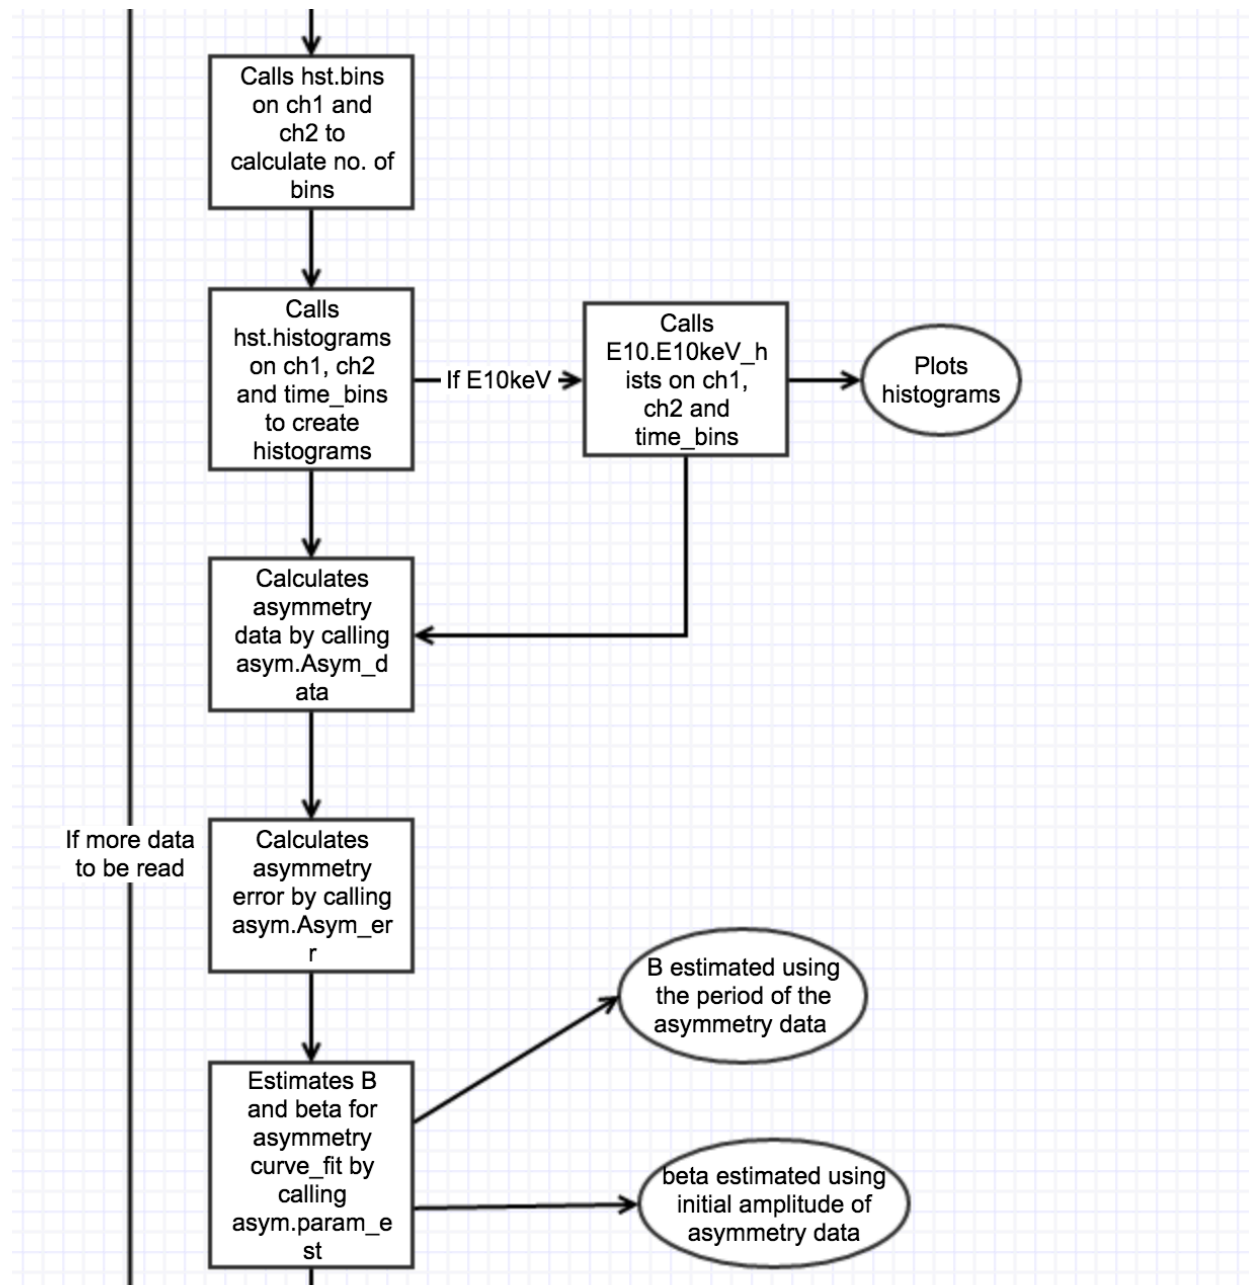 Calls hst.bins
on ch1 and
ch2 to
calculate no. of
bins
Calls
hst.histograms
on ch1, ch2
and time_bins
to create
histograms
If E10keV
Calls
E10.E10keV_h
ists on ch1,
ch2 and
time_bins
Plots
histograms
Calculates
asymmetry
data by calling
asym.Asym_d
ata
If more data
to be read
Calculates
asymmetry
error by calling
asym.Asym_er
r
B estimated using
the period of the
asymmetry data
Estimates B
and beta for
asymmetry
curve_fit by
calling
asym.param_e
st
beta estimated using
initial amplitude of
asymmetry data